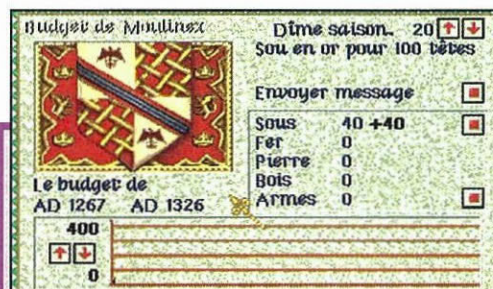 Budget de Moulinex
Dîme saison. 20
Sou en or pour 100 têtes
Envoyer message
Sous 40 +40
Fer 0
Pierre 0
Bois 0
Armes 0
Le budget de
AD 1267 AD 1326
400
0